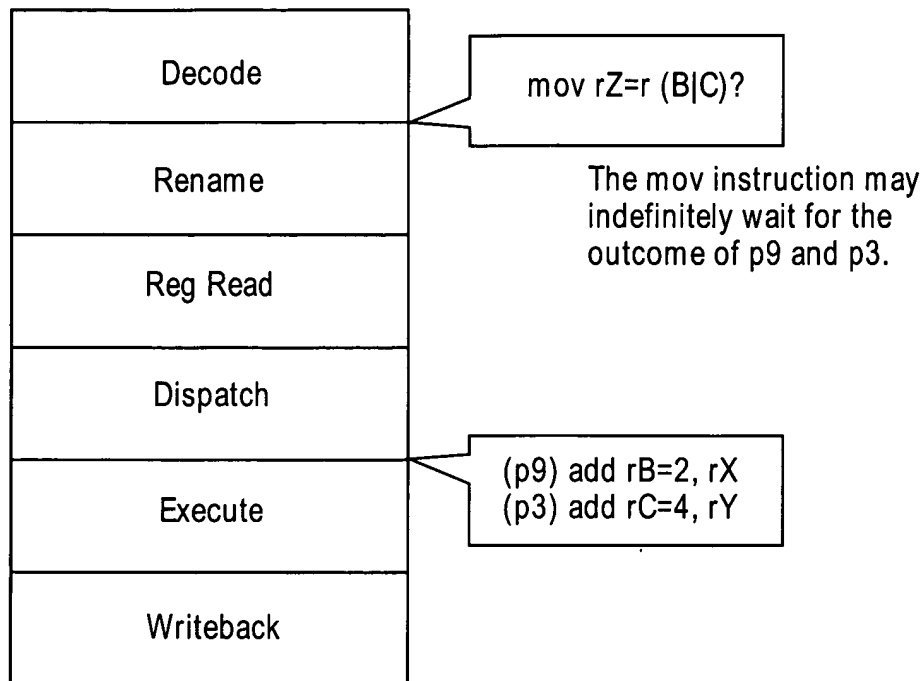 Decode
mov rZ=r (B|C)?
Rename
The mov instruction may
indefinitely wait for the
outcome of p9 and p3.
Reg Read
Dispatch
(p9) add rB=2, rX
(p3) add rC=4, rY
Execute
Writeback